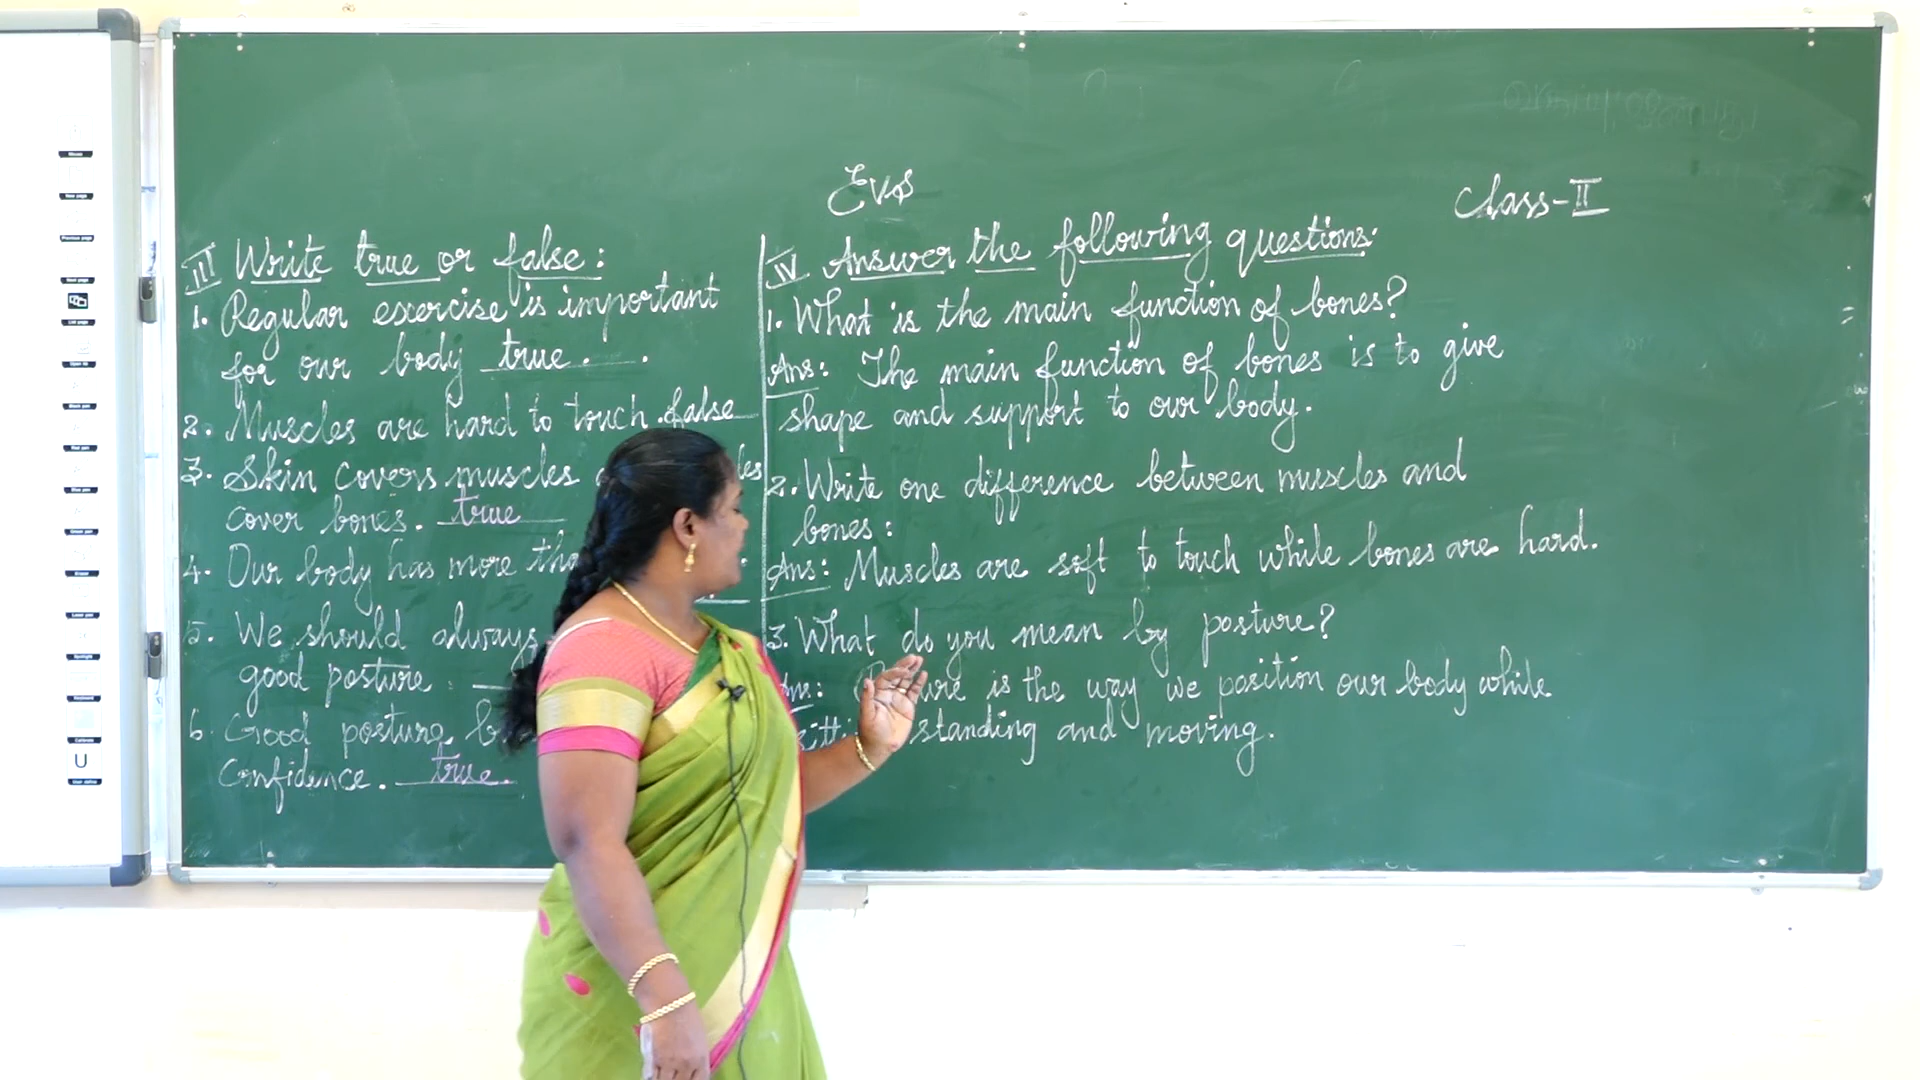 EVS
Class-II
III Write true or false:
1. Regular exercise is important
for our body true.
2. Muscles are hard to touch. false
3. Skin covers muscles
cover bones. true
4. Our body has more
5. We should always
good posture.
6. Good posture
Confidence. true.
IV Answer the following questions:
1. What is the main function of bones?
Ans: The main function of bones is to give
shape and support to our body.
2. Write one difference between muscles and
bones:
Ans: Muscles are soft to touch while bones are hard.
3. What do you mean by posture?
Ans: is the way we position our body while
standing and moving.